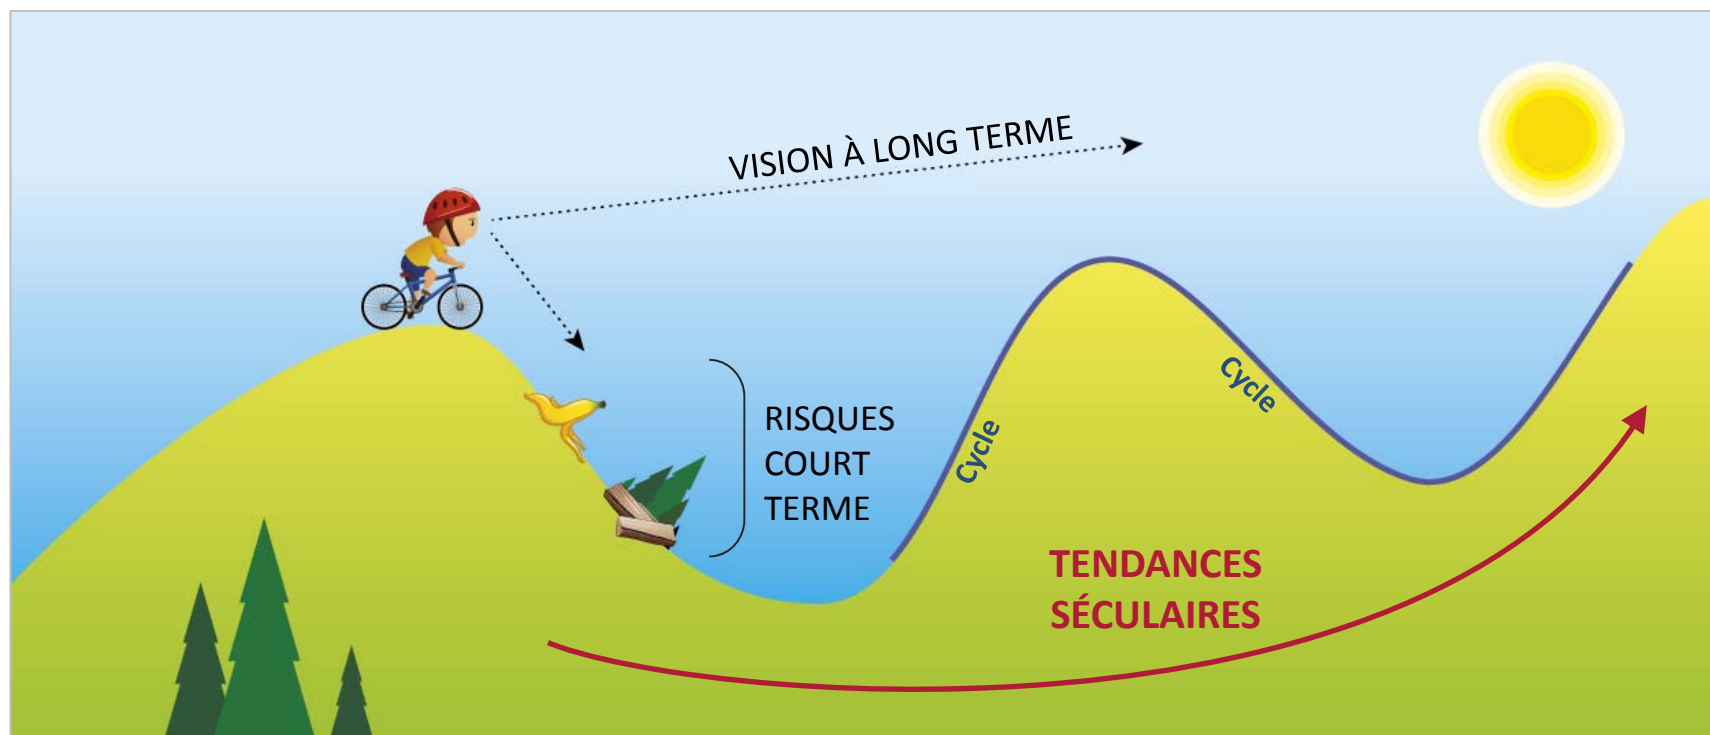 VISION À LONG TERME
RISQUES
COURT
TERME
Cycle
Cycle
TENDANCES
SÉCULAIRES